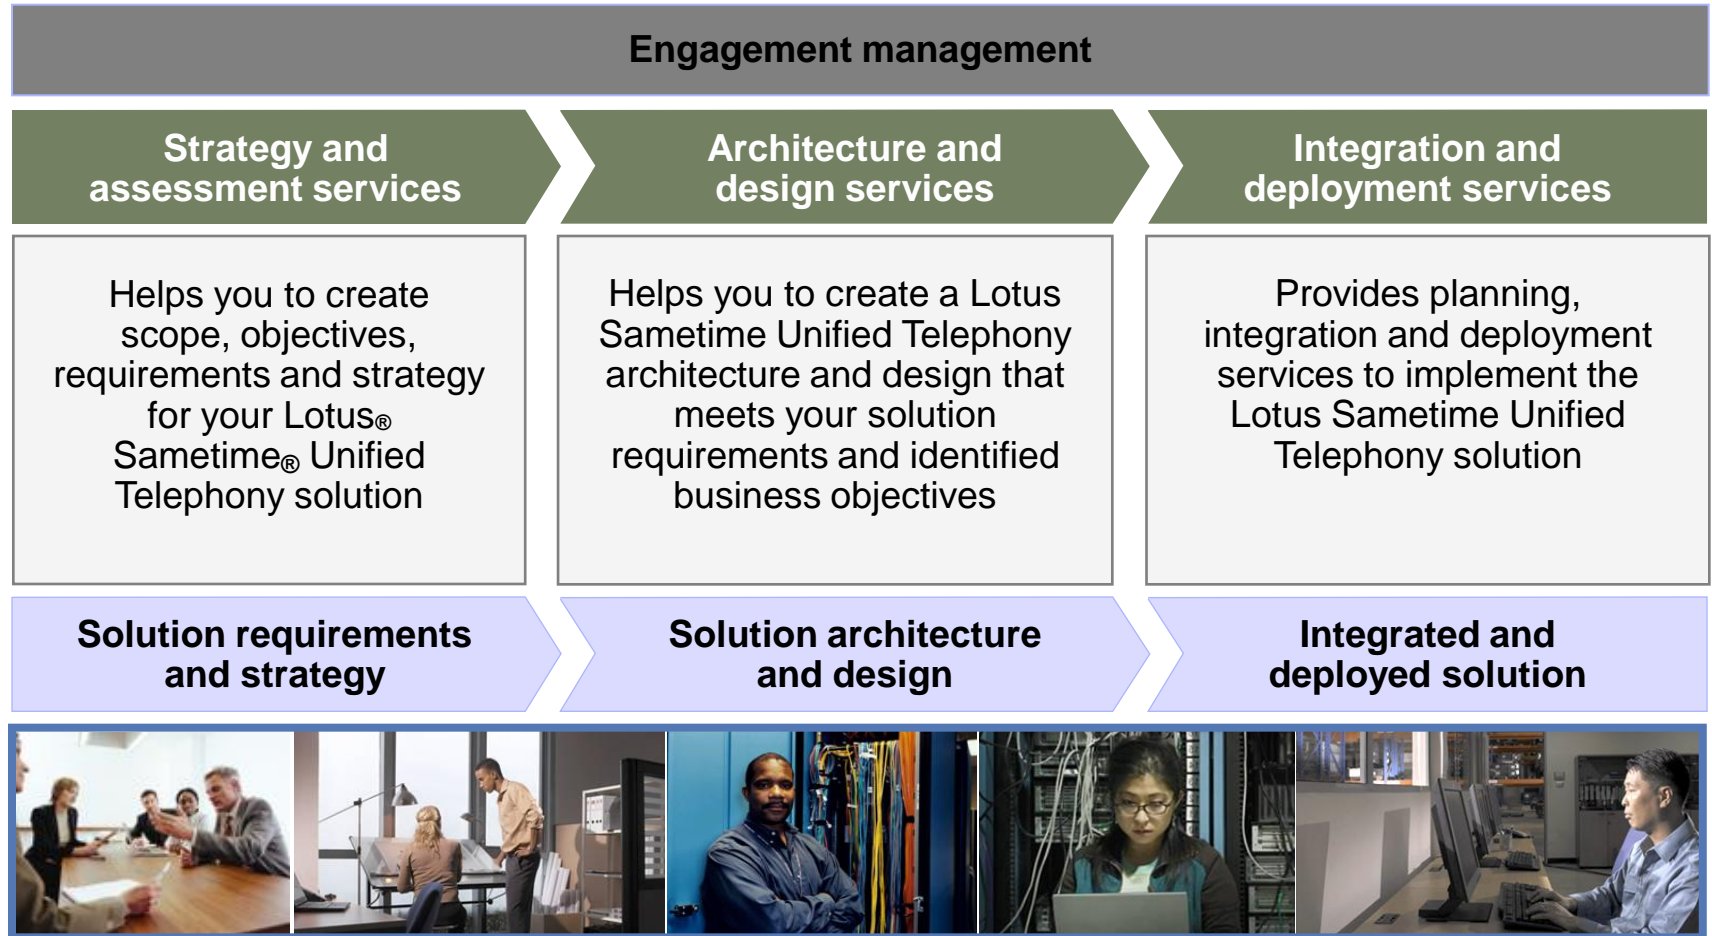 Engagement management
Strategy and
assessment services
Architecture and
design services
Integration and
deployment services
Helps you to create
scope, objectives,
requirements and strategy
for your Lotus®
Sametime® Unified
Telephony solution
Helps you to create a Lotus
Sametime Unified Telephony
architecture and design that
meets your solution
requirements and identified
business objectives
Provides planning,
integration and deployment
services to implement the
Lotus Sametime Unified
Telephony solution
Solution requirements
and strategy
Solution architecture
and design
Integrated and
deployed solution